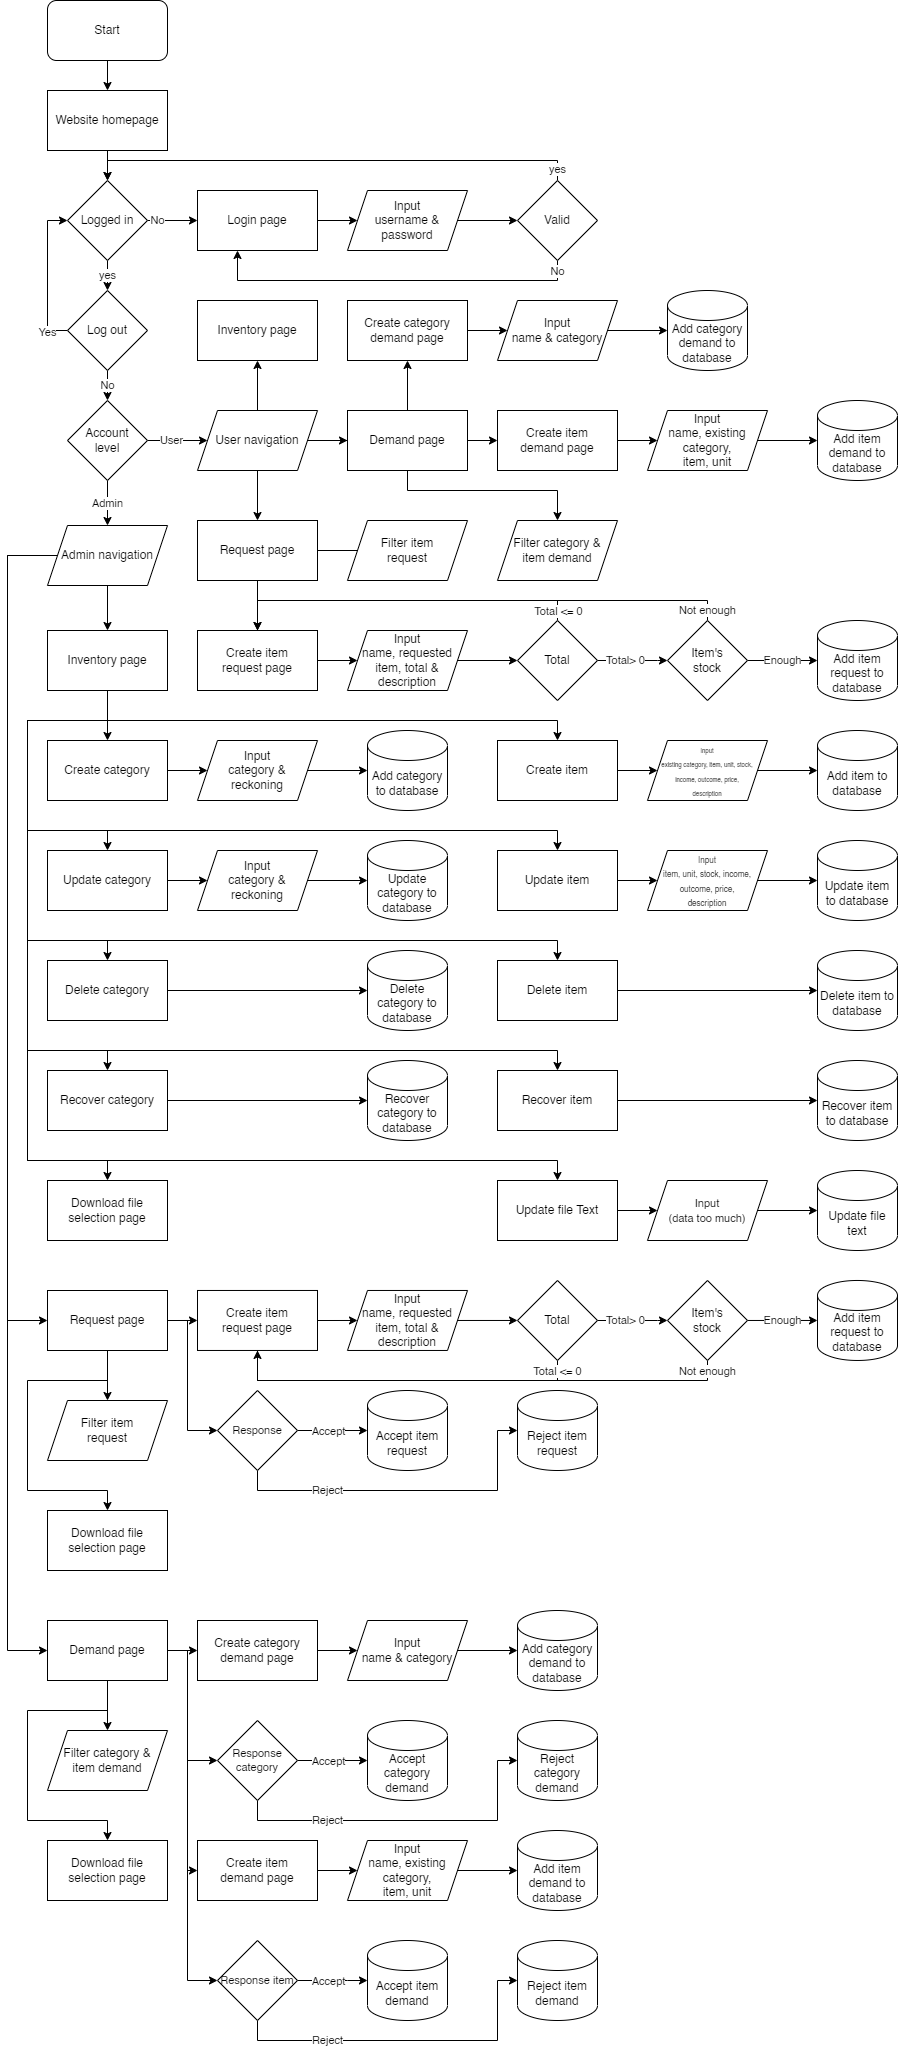 Start
Website homepage
yes
Logged in
No
Login page
Input
username &
password
Valid
No
yes
Yes
Log out
Inventory page
Create category
demand page
Input
name & category
Add category
demand to
database
No
Account
level
User
User navigation
Demand page
Create item
demand page
Input
name, existing
category,
item, unit
Add item
demand to
database
Admin
Admin navigation
Request page
Filter item
request
Filter category &
item demand
Total <= 0
Not enough
Inventory page
Create item
request page
Input
name, requested
item, total &
description
Total
Total> 0
Item's
stock
Enough
Add item
request to
database
Create category
Input
category &
reckoning
Add category
to database
Create item
Input
existing category, item, unit, stock,
income, outcome, price,
description
Add item to
database
Update category
Input
category &
reckoning
Update
category to
database
Update item
Input
item, unit, stock, income,
outcome, price,
description
Update item
to database
Delete category
Delete
category to
database
Delete item
Delete item to
database
Recover category
Recover
category to
database
Recover item
Recover item
to database
Download file
selection page
Update file Text
Input
(data too much)
Update file
text
Request page
Create item
request page
Input
name, requested
item, total &
description
Total
Total> 0
Item's
stock
Enough
Add item
request to
database
Total <= 0
Not enough
Filter item
request
Response
Accept
Accept item
request
Reject item
request
Reject
Download file
selection page
Demand page
Create category
demand page
Input
name & category
Add category
demand to
database
Filter category &
item demand
Response
category
Accept
Accept
category
demand
Reject
category
demand
Reject
Download file
selection page
Create item
demand page
Input
name, existing
category,
item, unit
Add item
demand to
database
Response item
Accept
Accept item
demand
Reject item
demand
Reject